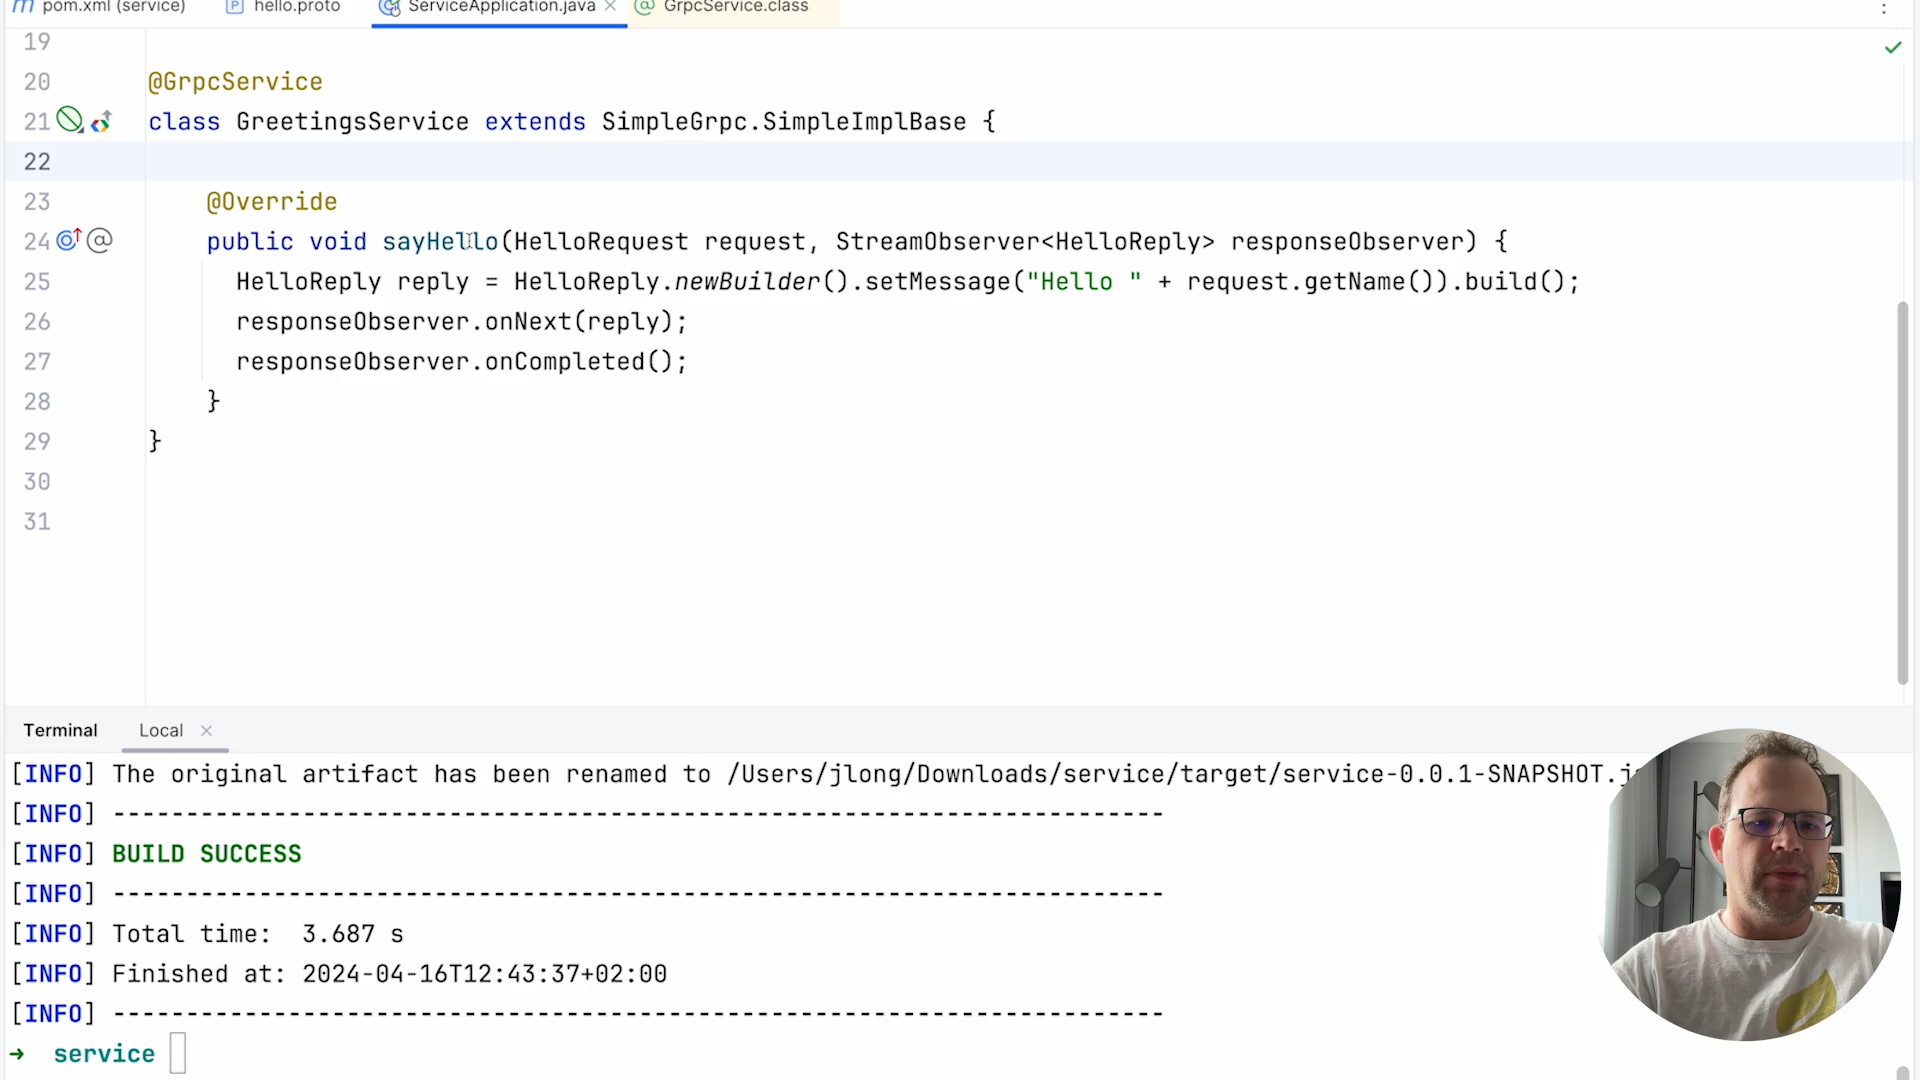 pom.xml (service) hello.proto ServiceApplication.java GrpcService.class
19
20 @GrpcService
21 class GreetingsService extends SimpleGrpc.SimpleImplBase {
22
23 @Override
24 public void sayHello(HelloRequest request, StreamObserver<HelloReply> responseObserver) {
25 HelloReply reply = HelloReply.newBuilder().setMessage("Hello " + request.getName()).build();
26 responseObserver.onNext(reply);
27 responseObserver.onCompleted();
28 }
29 }
30
31
Terminal Local
[INFO] The original artifact has been renamed to /Users/jlong/Downloads/service/target/service-0.0.1-SNAPSHOT.j
[INFO] ------------------------------------------------------------------------
[INFO] BUILD SUCCESS
[INFO] ------------------------------------------------------------------------
[INFO] Total time:  3.687 s
[INFO] Finished at: 2024-04-16T12:43:37+02:00
[INFO] ------------------------------------------------------------------------
→ service